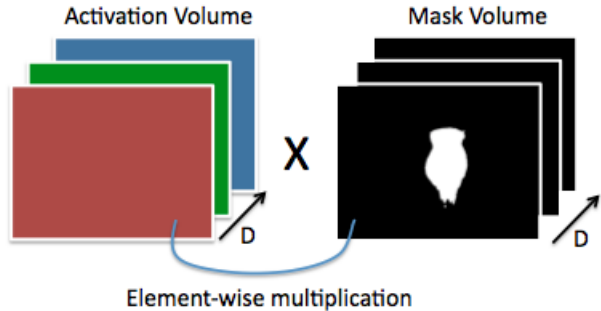 Activation Volume
Mask Volume
X
D
D
Element-wise multiplication